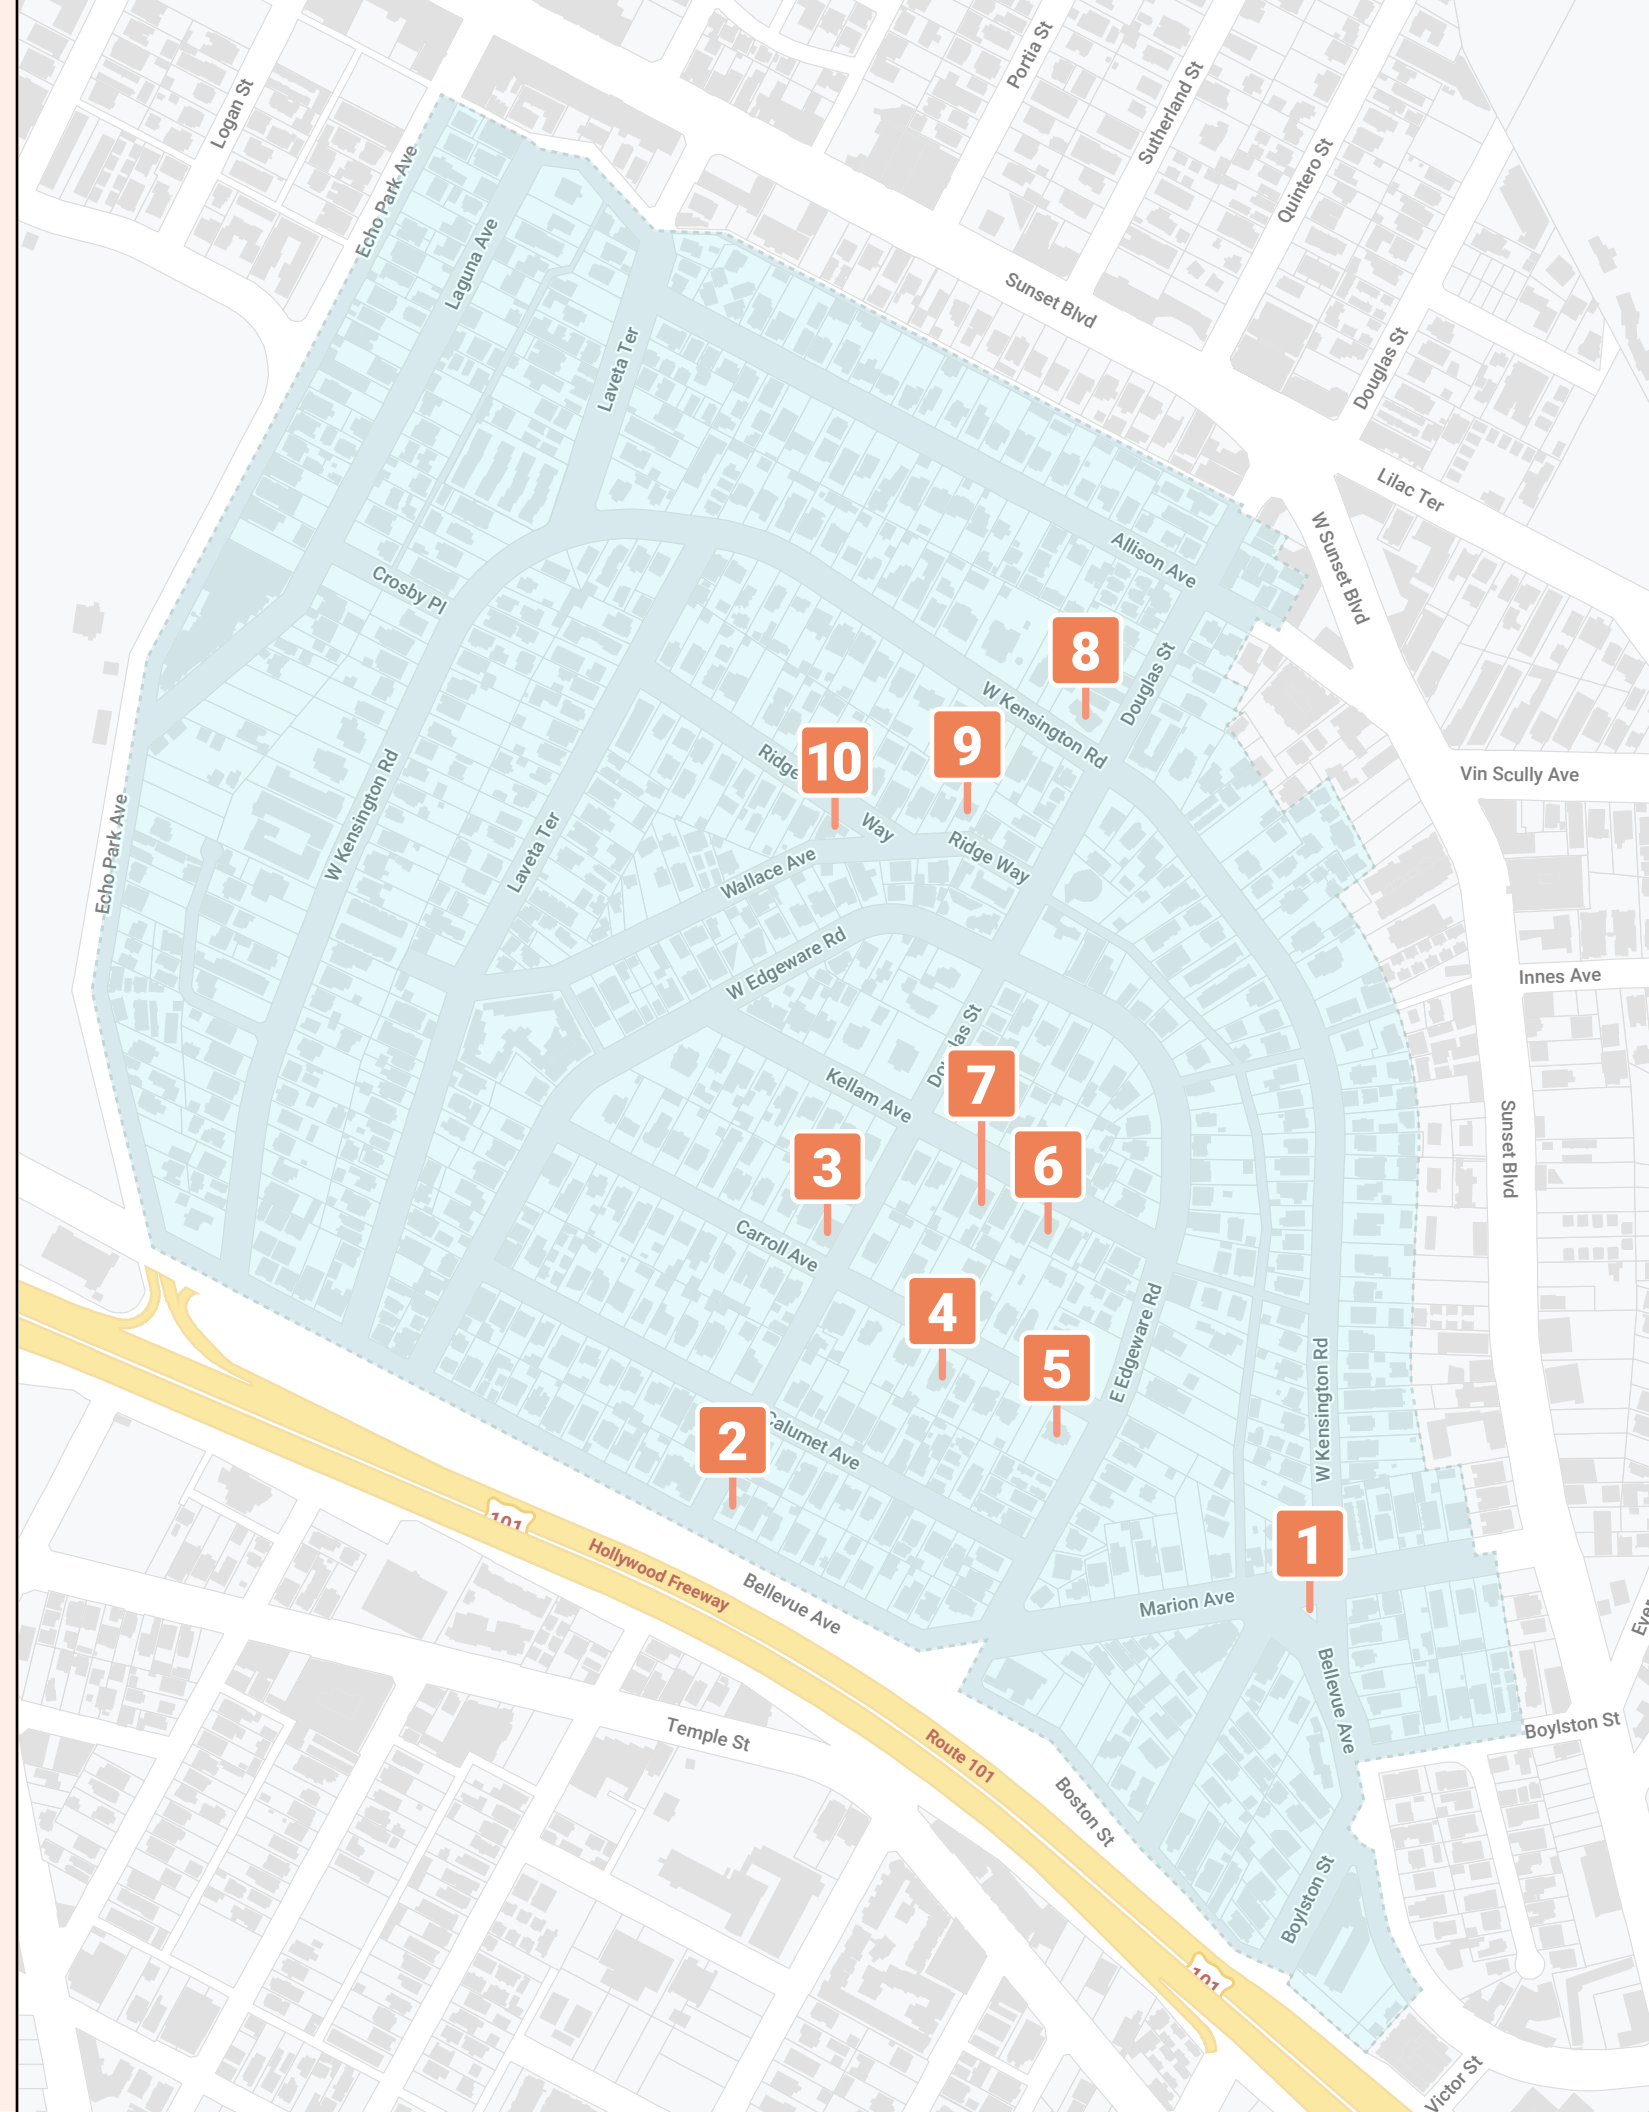 Logan St
Portia St
Sutherland St
Quintero St
Echo Park Ave
Laguna Ave
Sunset Blvd
Laveta Ter
Douglas St
Lilac Ter
W Sunset Blvd
Allison Ave
Crosby Pl
8
Douglas St
W Kensington Rd
9
10
Ridge
Way
Vin Scully Ave
W Kensington Rd
Laveta Ter
Echo Park Ave
Ridge Way
Wallace Ave
W Edgeware Rd
Innes Ave
Do
las St
7
Kellam Ave
3
6
Sunset Blvd
Carroll Ave
4
5
E Edgeware Rd
W Kensington Rd
2
Calumet Ave
101
1
Hollywood Freeway
Bellevue Ave
Marion Ave
Bellevue Ave
Temple St
Route 101
Boylston St
Boston St
Boylston St
101
Victor St